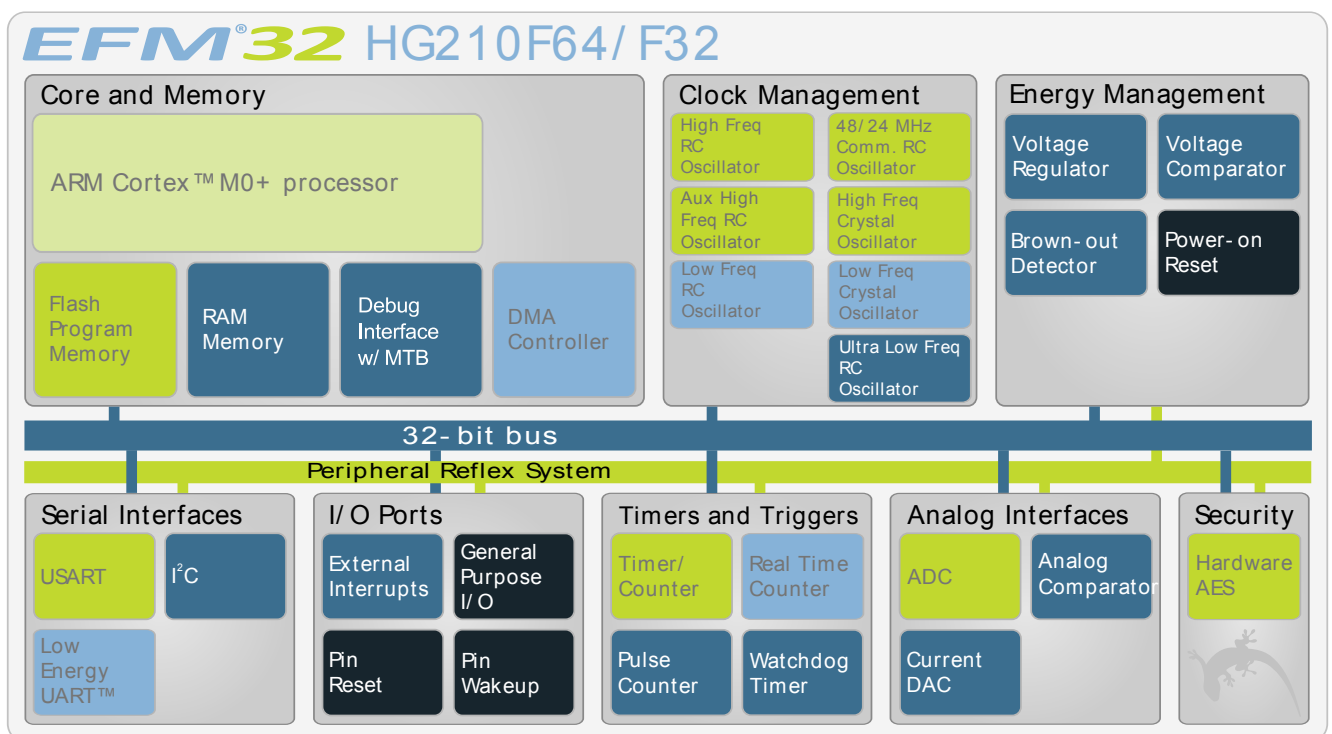 EFM®32 HG210F64/F32
Core and Memory
ARM Cortex™ M0+ processor
Flash
Program
Memory
RAM
Memory
Debug
Interface
w/ MTB
DMA
Controller
Clock Management
High Freq
RC
Oscillator
48/24 MHz
Comm. RC
Oscillator
Aux High
Freq RC
Oscillator
High Freq
Crystal
Oscillator
Low Freq
RC
Oscillator
Low Freq
Crystal
Oscillator
Ultra Low Freq
RC
Oscillator
Energy Management
Voltage
Regulator
Voltage
Comparator
Brown-out
Detector
Power-on
Reset
32-bit bus
Peripheral Reflex System
Serial Interfaces
USART
I²C
Low
Energy
UART™
I/O Ports
External
Interrupts
General
Purpose
I/O
Pin
Reset
Pin
Wakeup
Timers and Triggers
Timer/
Counter
Real Time
Counter
Pulse
Counter
Watchdog
Timer
Analog Interfaces
ADC
Analog
Comparator
Current
DAC
Security
Hardware
AES